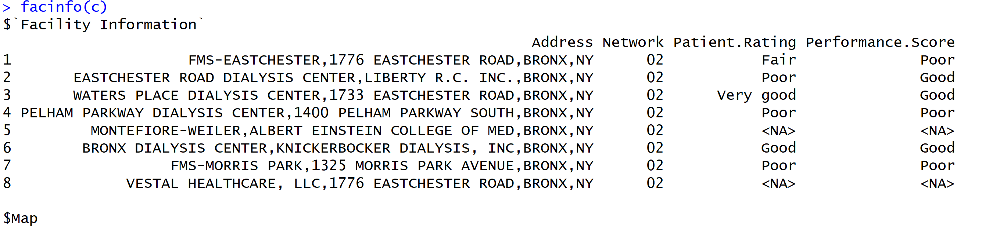 > facinfo(c)
$`Facility Information`
Address Network Patient.Rating Performance.Score
1 FMS-EASTCHESTER,1776 EASTCHESTER ROAD,BRONX,NY 02 Fair Poor
2 EASTCHESTER ROAD DIALYSIS CENTER,LIBERTY R.C. INC.,BRONX,NY 02 Poor Good
3 WATERS PLACE DIALYSIS CENTER,1733 EASTCHESTER ROAD,BRONX,NY 02 Very good Good
4 PELHAM PARKWAY DIALYSIS CENTER,1400 PELHAM PARKWAY SOUTH,BRONX,NY 02 Poor Poor
5 MONTEFIORE-WEILER,ALBERT EINSTEIN COLLEGE OF MED,BRONX,NY 02 <NA> <NA>
6 BRONX DIALYSIS CENTER,KNICKERBOCKER DIALYSIS, INC,BRONX,NY 02 Good Good
7 FMS-MORRIS PARK,1325 MORRIS PARK AVENUE,BRONX,NY 02 Poor Poor
8 VESTAL HEALTHCARE, LLC,1776 EASTCHESTER ROAD,BRONX,NY 02 <NA> <NA>
$Map